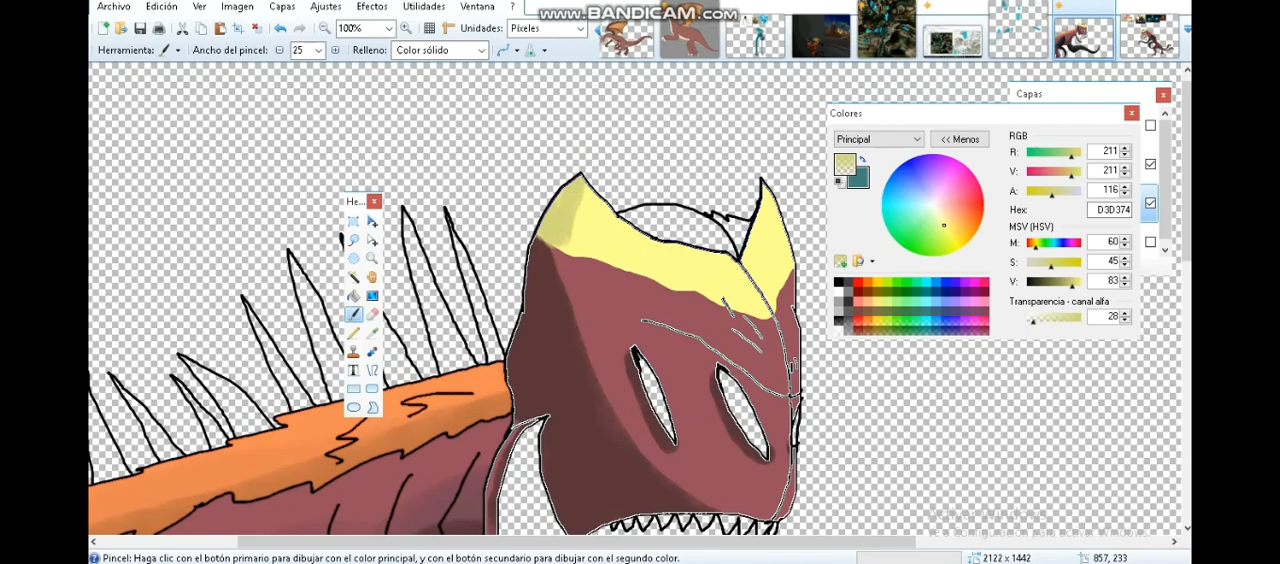 www.BANDICAM.com
Archivo Edición Ver Imagen Capas Ajustes Efectos Utilidades Ventana ?
100% Unidades: Píxeles
Herramienta: Ancho del pincel: 25 Relleno: Color sólido
Capas
Colores
Principal << Menos
RGB
R: 211
V: 211
A: 116
Hex: D3D374
MSV (HSV)
M: 60
S: 45
V: 83
Transparencia - canal alfa
28
He...
Pincel: Haga clic con el botón primario para dibujar con el color principal, y con el botón secundario para dibujar con el segundo color.
2122 x 1442
857, 233